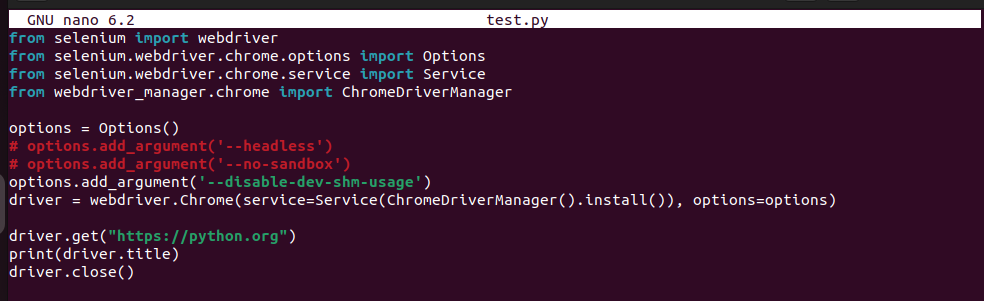 GNU nano 6.2 test.py
from selenium import webdriver
from selenium.webdriver.chrome.options import Options
from selenium.webdriver.chrome.service import Service
from webdriver_manager.chrome import ChromeDriverManager
options = Options()
# options.add_argument('--headless')
# options.add_argument('--no-sandbox')
options.add_argument('--disable-dev-shm-usage')
driver = webdriver.Chrome(service=Service(ChromeDriverManager().install()), options=options)
driver.get("https://python.org")
print(driver.title)
driver.close()